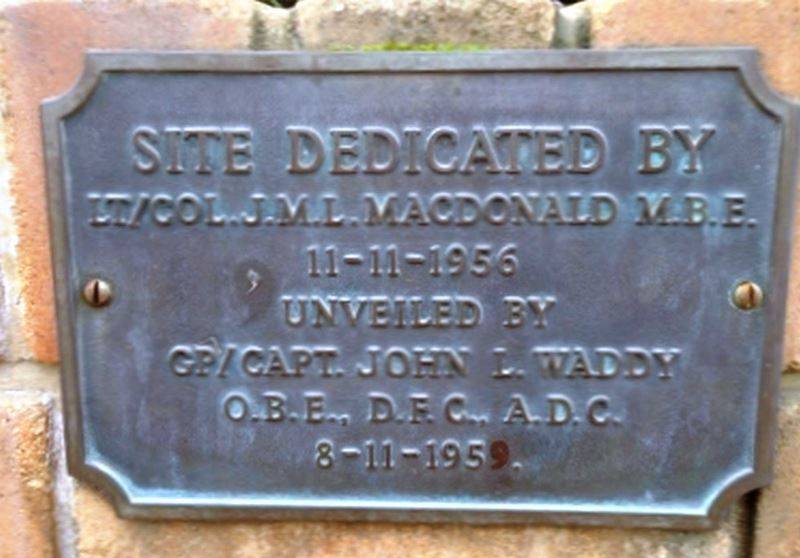 SITE DEDICATED BY
LT/COL. J.M.L. MACDONALD M.B.E.
11-11-1956
UNVEILED BY
GP/CAPT. JOHN L. WADDY
O.B.E., D.F.C., A.D.C.
8-11-1959.